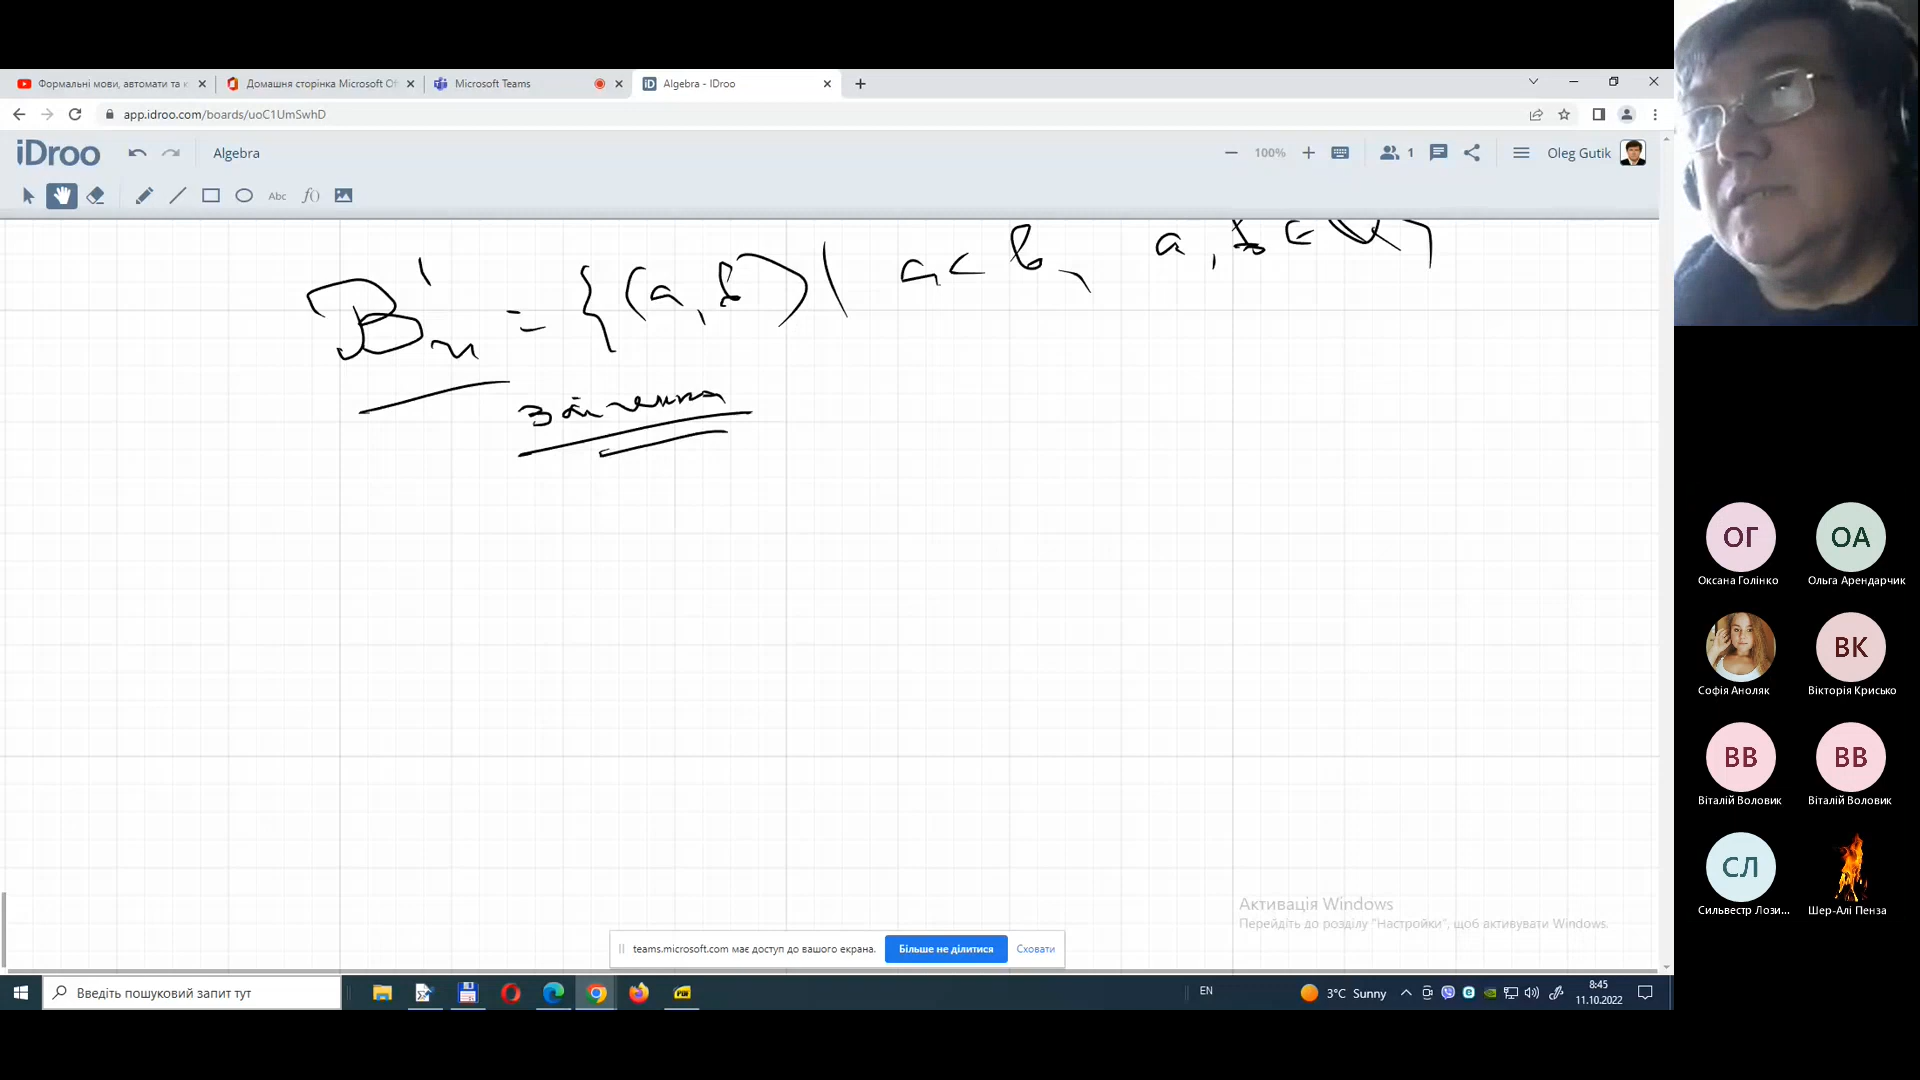 Формальні мови, автомати та к
Домашня сторінка Microsoft Of
Microsoft Teams
Algebra - IDroo
app.idroo.com/boards/uoC1UmSwhD
iDroo
Algebra
100%
1
Oleg Gutik
Abc
f()
B'n = {(a, b) | a < b, a, b ∈
ОГ
ОА
Оксана Голінко
Ольга Арендарчик
ВК
Софія Аноляк
Вікторія Крисько
ВВ
ВВ
Віталій Воловик
Віталій Воловик
СЛ
Сильвестр Лози...
Шер-Алі Пенза
Активація Windows
Перейдіть до розділу "Настройки", щоб активувати Windows.
teams.microsoft.com має доступ до вашого екрана.
Більше не ділитися
Сховати
Введіть пошуковий запит тут
EN
3°C Sunny
8:45
11.10.2022